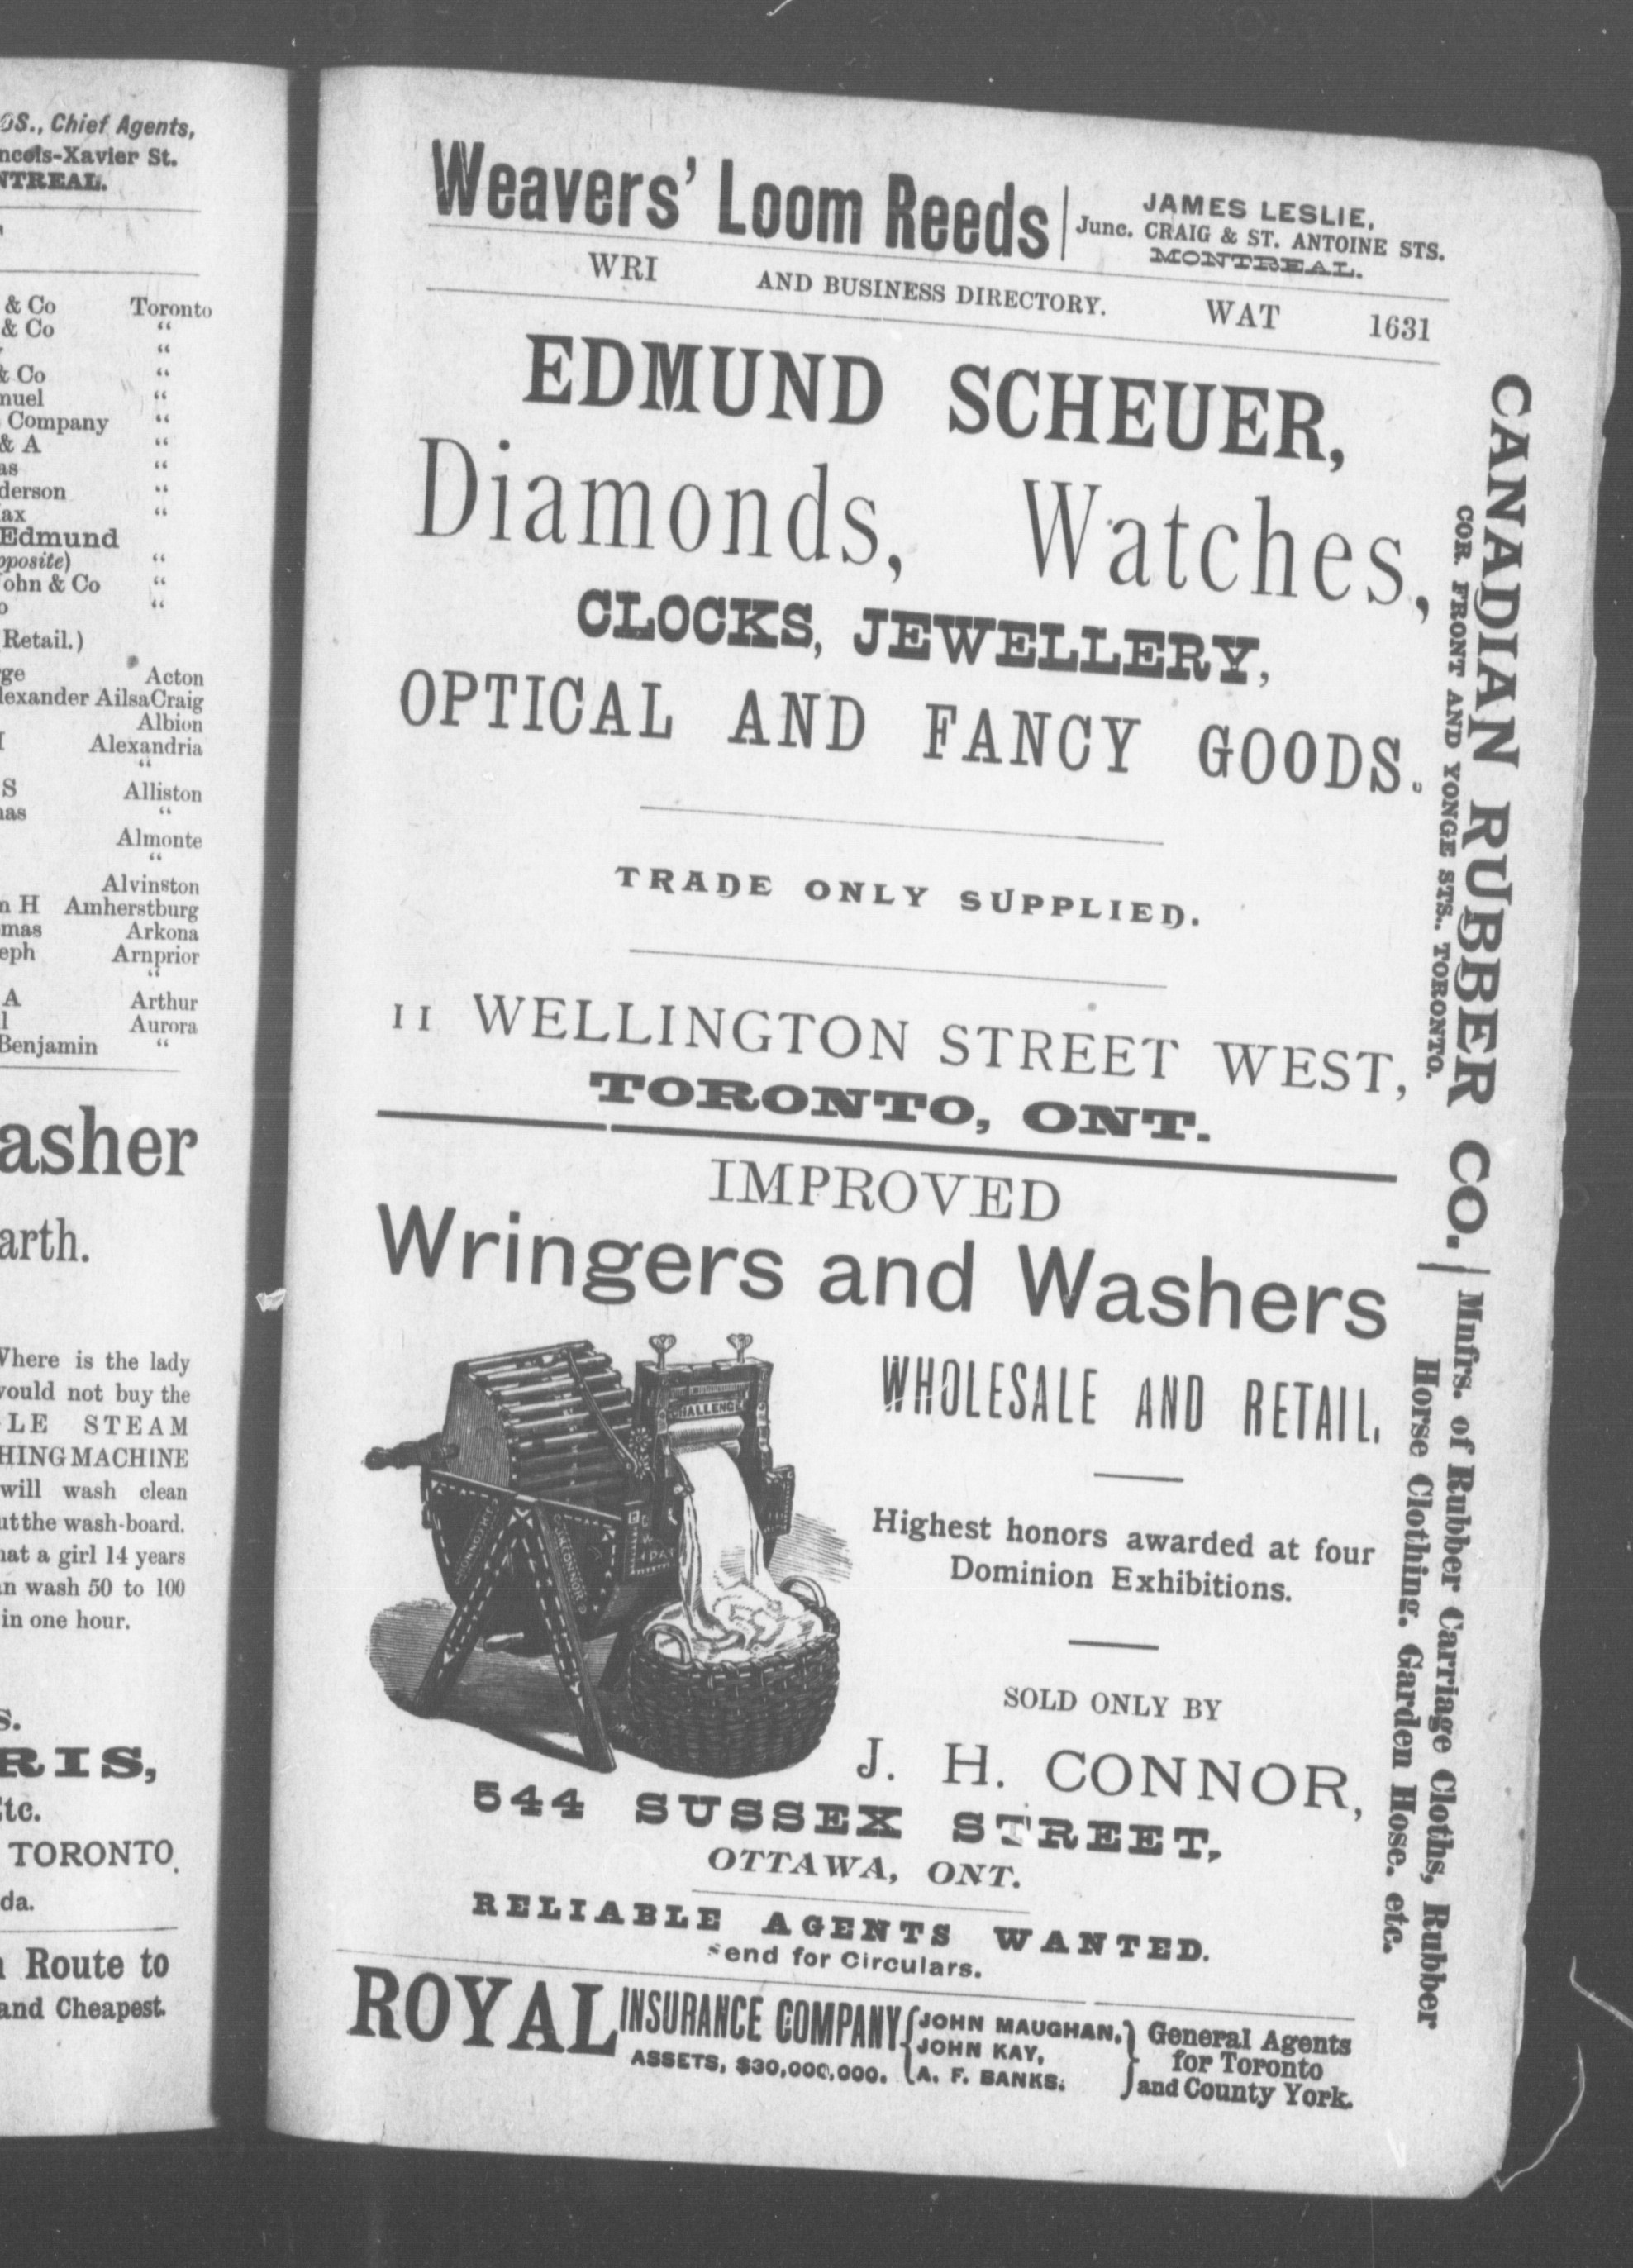 Chief Agents,
St.
& Co Toronto
& Co "
"
Co "
"
Company "
& A "
"
"
"
Edmund
"
& Co "
"
Retail.)
Acton
AilsaCraig
Albion
Alexandria
"
S Alliston
"
Almonte
"
Alvinston
H Amherstburg
Arkona
Arnprior
"
A Arthur
Aurora
Benjamin "
is the lady
not buy the
STEAM
MACHINE
will wash clean
the wash-board.
a girl 14 years
wash 50 to 100
in one hour.
TORONTO
Route to
and Cheapest.
Weavers' Loom Reeds
JAMES LESLIE,
Junc. CRAIG & ST. ANTOINE STS.
MONTREAL.
WRI AND BUSINESS DIRECTORY. WAT 1631
EDMUND SCHEUER,
Diamonds, Watches,
CLOCKS, JEWELLERY,
OPTICAL AND FANCY GOODS.
TRADE ONLY SUPPLIED.
11 WELLINGTON STREET WEST,
TORONTO, ONT.
IMPROVED
Wringers and Washers
CHALLENGE
WHOLESALE AND RETAIL.
Highest honors awarded at four
Dominion Exhibitions.
SOLD ONLY BY
J. H. CONNOR,
544 SUSSEX STREET,
OTTAWA, ONT.
RELIABLE AGENTS WANTED.
Send for Circulars.
ROYAL INSURANCE COMPANY
ASSETS, $30,000,000.
JOHN MAUGHAN,
JOHN KAY,
A. F. BANKS.
General Agents
for Toronto
and County York.
CANADIAN RUBBER CO.
COR. FRONT AND YONGE STS., TORONTO.
Mnfrs. of Rubber Carriage Cloths, Rubber
Horse Clothing. Garden Hose. etc.